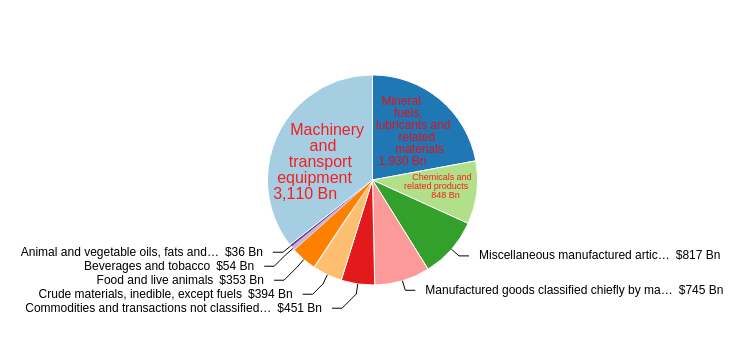 Mineral
fuels,
lubricants and
related
materials
1,930 Bn
Machinery
and
transport
equipment
3,110 Bn
Chemicals and
related products
848 Bn
Animal and vegetable oils, fats and… $36 Bn
Beverages and tobacco $54 Bn
Food and live animals $353 Bn
Crude materials, inedible, except fuels $394 Bn
Commodities and transactions not classified… $451 Bn
Miscellaneous manufactured artic… $817 Bn
Manufactured goods classified chiefly by ma… $745 Bn